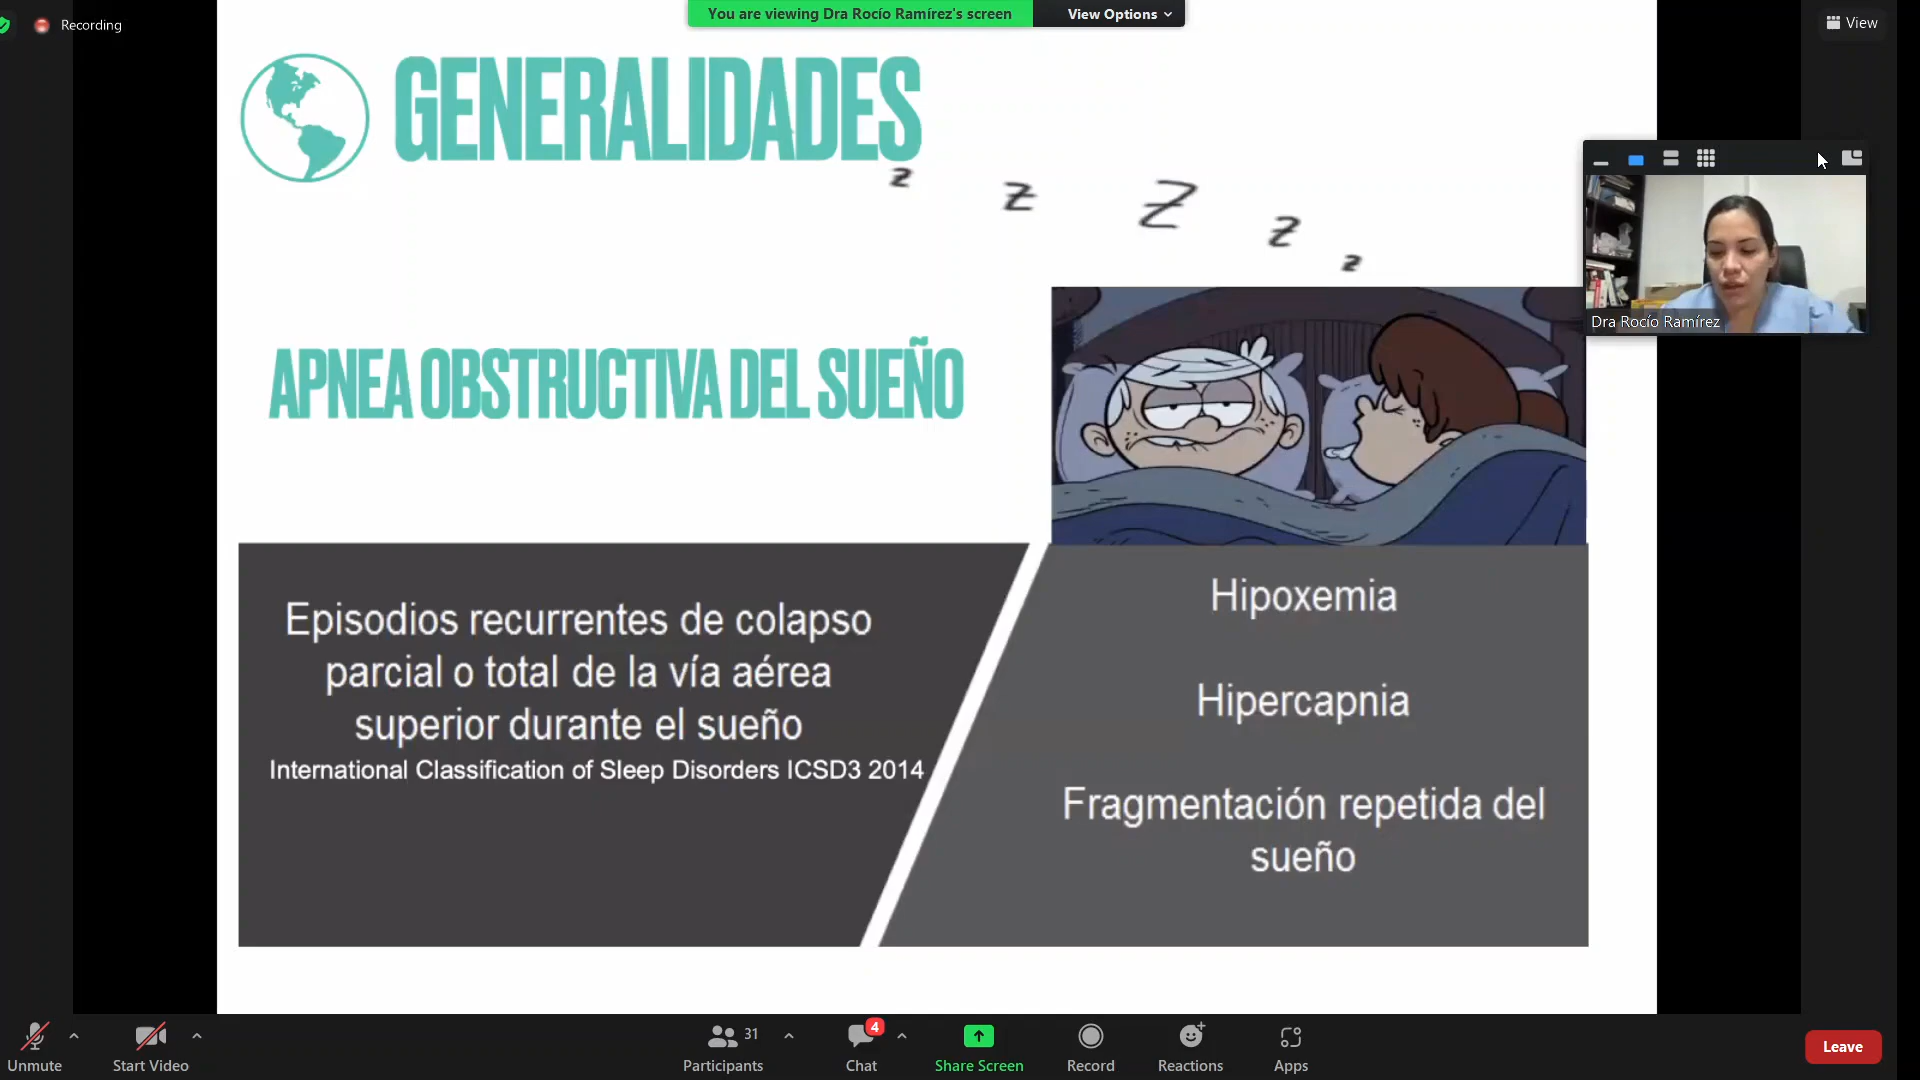 Recording
You are viewing Dra Rocío Ramírez's screen
View Options
View
GENERALIDADES
z z Z z z
Dra Rocío Ramírez
APNEA OBSTRUCTIVA DEL SUEÑO
Episodios recurrentes de colapso
parcial o total de la vía aérea
superior durante el sueño
International Classification of Sleep Disorders ICSD3 2014
Hipoxemia
Hipercapnia
Fragmentación repetida del
sueño
Unmute
Start Video
31
Participants
4
Chat
Share Screen
Record
Reactions
Apps
Leave